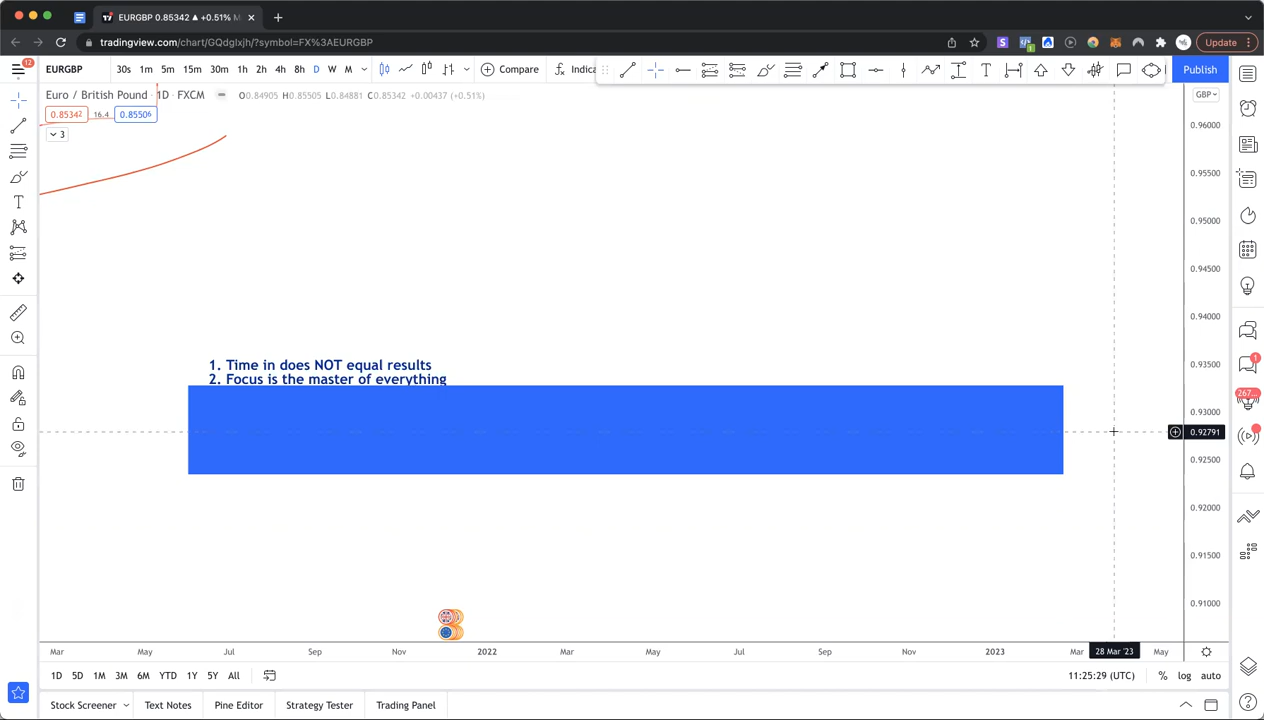 EURGBP 0.85342 ▲ +0.51% M
tradingview.com/chart/GQdgIxjh/?symbol=FX%3AEURGBP
Update
12
EURGBP
30s 1m 5m 15m 30m 1h 2h 4h 8h D W M
Compare
Indica
Publish
Euro / British Pound · 1D · FXCM
O0.84905 H0.85505 L0.84881 C0.85342 +0.00437 (+0.51%)
GBP
0.85342 16.4 0.85506
3
0.96000
0.95500
0.95000
0.94500
0.94000
0.93500
0.93000
0.92791
0.92500
0.92000
0.91500
0.91000
1
267...
1. Time in does NOT equal results
2. Focus is the master of everything
Mar May Jul Sep Nov 2022 Mar May Jul Sep Nov 2023 Mar 28 Mar '23 May
1D 5D 1M 3M 6M YTD 1Y 5Y All
11:25:29 (UTC) % log auto
Stock Screener Text Notes Pine Editor Strategy Tester Trading Panel